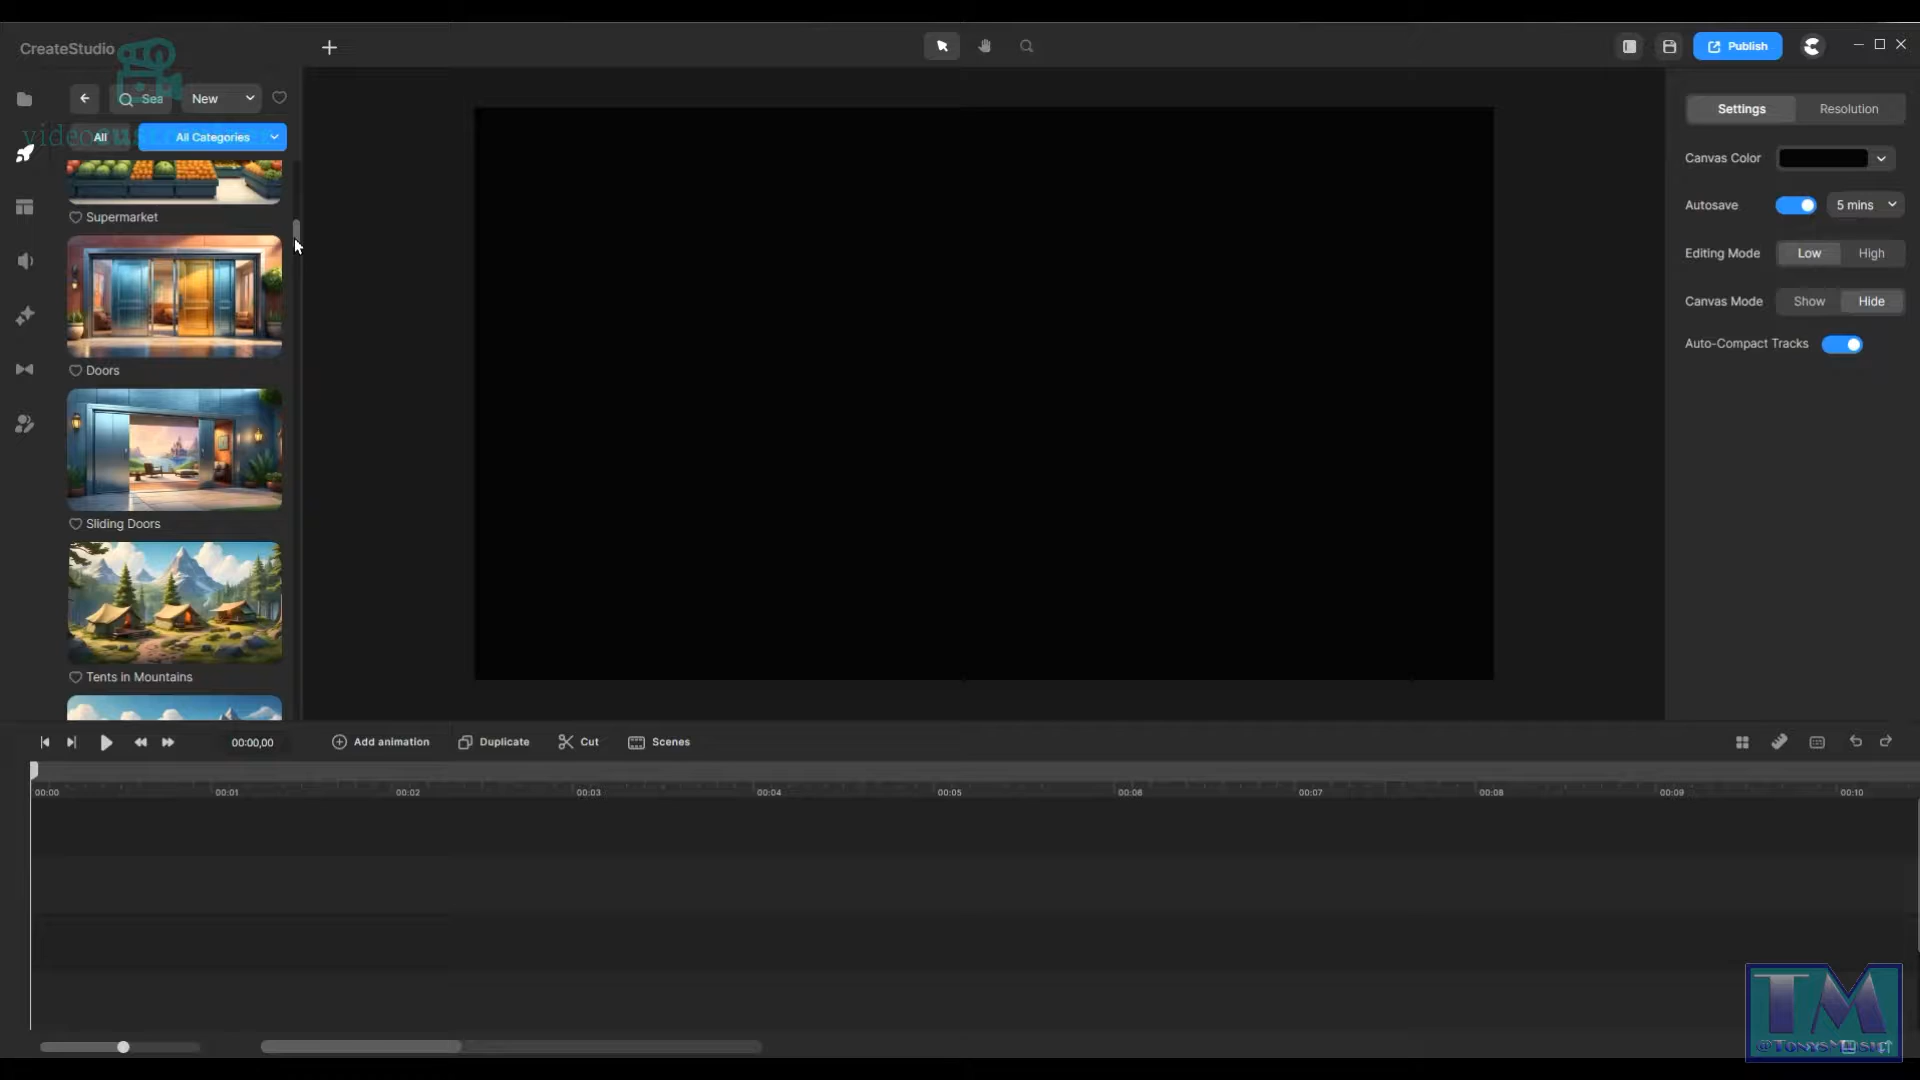 CreateStudio
Publish
Sea
New
All
All Categories
Supermarket
Doors
Sliding Doors
Tents in Mountains
Settings
Resolution
Canvas Color
Autosave
5 mins
Editing Mode
Low
High
Canvas Mode
Show
Hide
Auto-Compact Tracks
00:00,00
Add animation
Duplicate
Cut
Scenes
00:00
00:01
00:02
00:03
00:04
00:05
00:06
00:07
00:08
00:09
00:10
TM